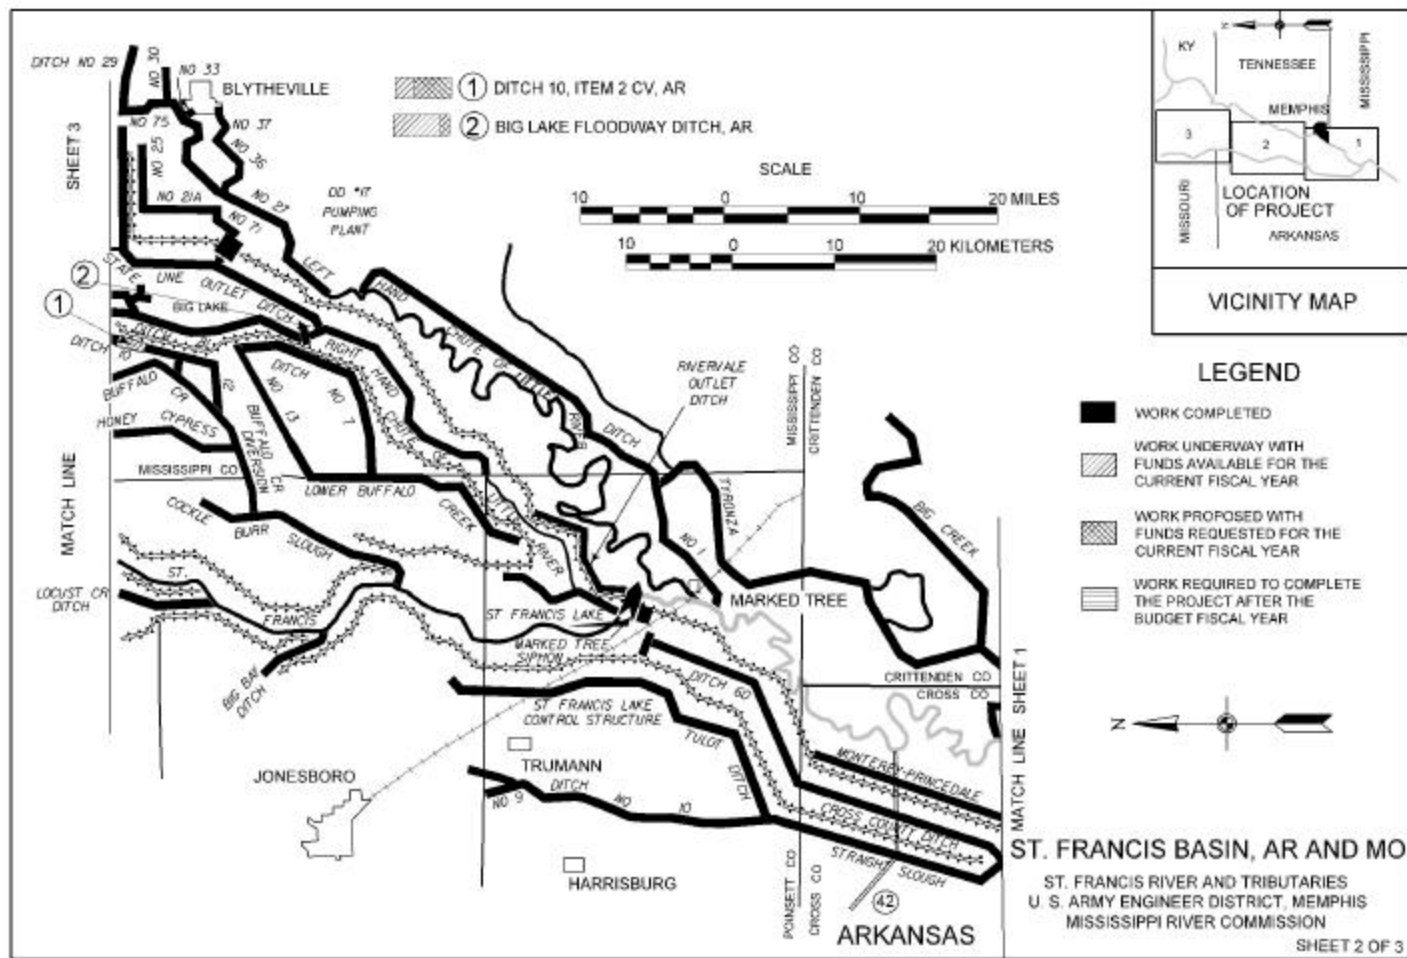 DITCH NO 29
NO 30
NO 33
BLYTHEVILLE
NO 75
NO 37
NO 36
NO 25
NO 21A
NO 27
NO 71
SHEET 3
DD #17
PUMPING
PLANT
1 DITCH 10, ITEM 2 CV, AR
2 BIG LAKE FLOODWAY DITCH, AR
SCALE
10 0 10 20 MILES
10 0 10 20 KILOMETERS
N
KY
TENNESSEE
MISSISSIPPI
MEMPHIS
3
2
1
MISSOURI
LOCATION
OF PROJECT
ARKANSAS
VICINITY MAP
2
1
STATE LINE OUTLET DITCH
BIG LAKE
DITCH 81
DITCH 10
BUFFALO CR
12
HONEY CYPRESS
BUFFALO CR
DIVERSION
DITCH
NO 13
NO 7
RIGHT HAND CHUTE OF LITTLE RIVER
LEFT HAND CHUTE OF LITTLE RIVER
DITCH
NO 1
RIVERVALE
OUTLET
DITCH
MISSISSIPPI CO
CRITTENDEN CO
TYRONZA
BIG CREEK
MISSISSIPPI CO
LOWER BUFFALO CREEK
COCKLE BURR SLOUGH
MATCH LINE
LOCUST CR
DITCH
ST. FRANCIS
BIG BAY
DITCH
ST FRANCIS LAKE
MARKED TREE
SIPHON
MARKED TREE
DITCH 60
CRITTENDEN CO
CROSS CO
MATCH LINE SHEET 1
ST FRANCIS LAKE
CONTROL STRUCTURE
TULOT DITCH
TRUMANN
JONESBORO
NO 9
DITCH NO 10
HARRISBURG
MONTEREY-PRINCEDALE
CROSS COUNTY DITCH
STRAIGHT SLOUGH
POINSETT CO
CROSS CO
42
ARKANSAS
LEGEND
WORK COMPLETED
WORK UNDERWAY WITH
FUNDS AVAILABLE FOR THE
CURRENT FISCAL YEAR
WORK PROPOSED WITH
FUNDS REQUESTED FOR THE
CURRENT FISCAL YEAR
WORK REQUIRED TO COMPLETE
THE PROJECT AFTER THE
BUDGET FISCAL YEAR
N
ST. FRANCIS BASIN, AR AND MO
ST. FRANCIS RIVER AND TRIBUTARIES
U. S. ARMY ENGINEER DISTRICT, MEMPHIS
MISSISSIPPI RIVER COMMISSION
SHEET 2 OF 3